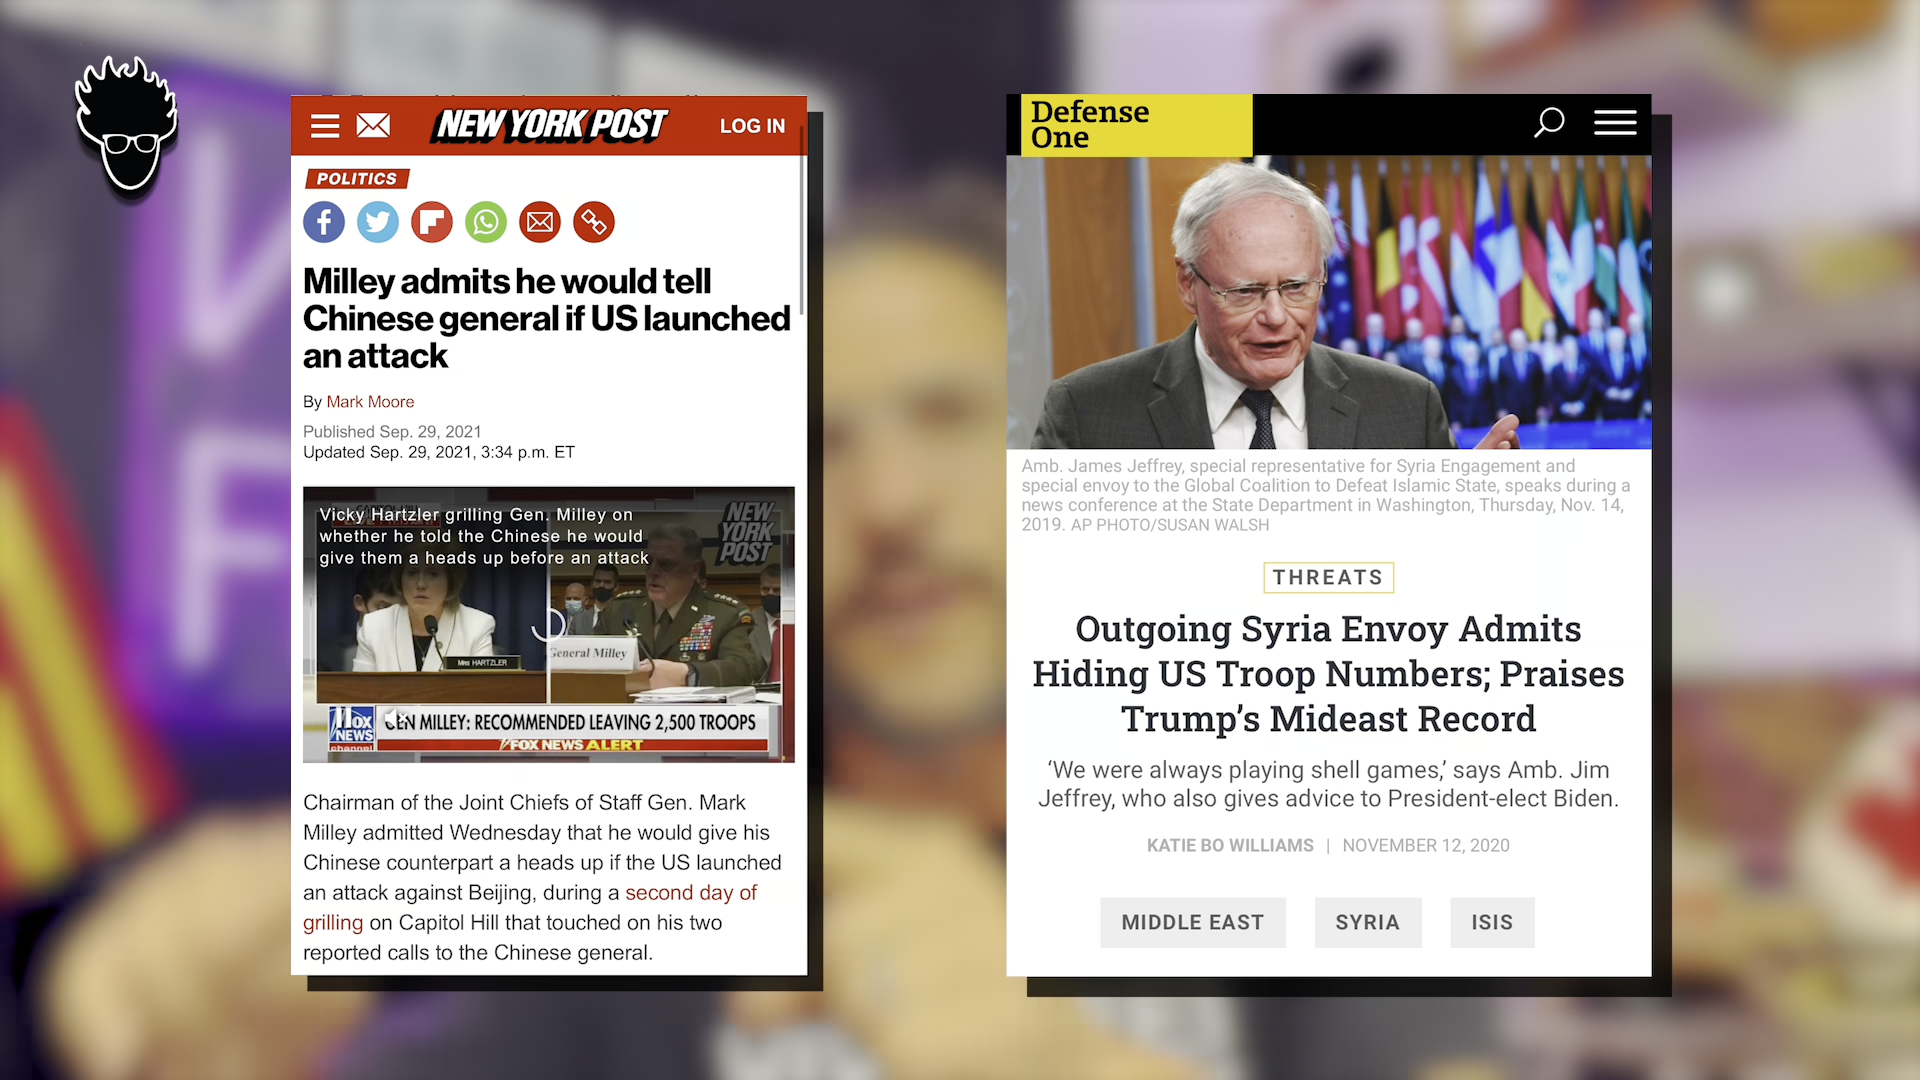 NEW YORK POST
LOG IN
POLITICS
Milley admits he would tell
Chinese general if US launched
an attack
By Mark Moore
Published Sep. 29, 2021
Updated Sep. 29, 2021, 3:34 p.m. ET
Vicky Hartzler grilling Gen. Milley on
whether he told the Chinese he would
give them a heads up before an attack
NEW
YORK
POST
Mrs HARTZLER
General Milley
FOX
NEWS
channel
GEN MILLEY: RECOMMENDED LEAVING 2,500 TROOPS
FOX NEWS ALERT
Chairman of the Joint Chiefs of Staff Gen. Mark
Milley admitted Wednesday that he would give his
Chinese counterpart a heads up if the US launched
an attack against Beijing, during a second day of
grilling on Capitol Hill that touched on his two
reported calls to the Chinese general.
Defense
One
Amb. James Jeffrey, special representative for Syria Engagement and
special envoy to the Global Coalition to Defeat Islamic State, speaks during a
news conference at the State Department in Washington, Thursday, Nov. 14,
2019. AP PHOTO/SUSAN WALSH
THREATS
Outgoing Syria Envoy Admits
Hiding US Troop Numbers; Praises
Trump's Mideast Record
‘We were always playing shell games,’ says Amb. Jim
Jeffrey, who also gives advice to President-elect Biden.
KATIE BO WILLIAMS | NOVEMBER 12, 2020
MIDDLE EAST
SYRIA
ISIS